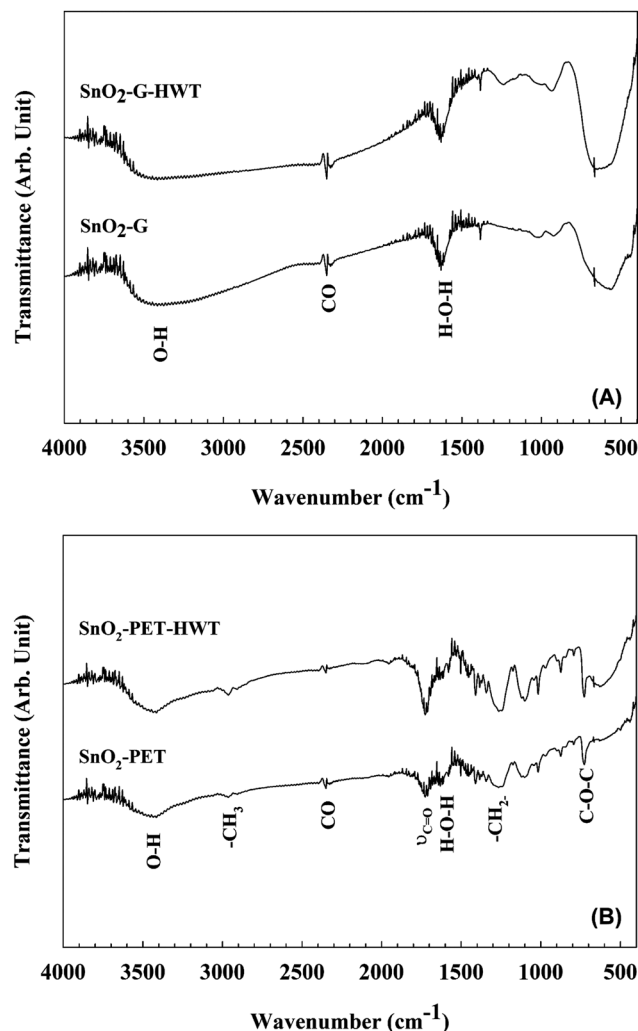 SnO2-G-HWT
SnO2-G
O-H
CO
H-O-H
(A)
Transmittance (Arb. Unit)
4000 3500 3000 2500 2000 1500 1000 500
Wavenumber (cm-1)
SnO2-PET-HWT
SnO2-PET
O-H
-CH3
CO
υC=O
H-O-H
-CH2-
C-O-C
(B)
Transmittance (Arb. Unit)
4000 3500 3000 2500 2000 1500 1000 500
Wavenumber (cm-1)